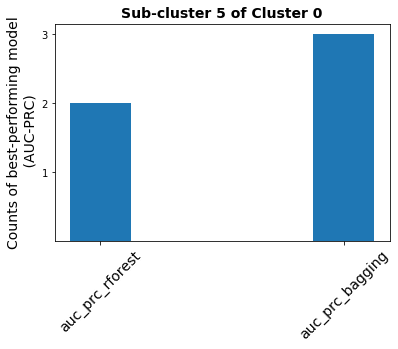 Sub-cluster 5 of Cluster 0
Counts of best-performing model
(AUC-PRC)
3
2
1
auc_prc_rforest
auc_prc_bagging